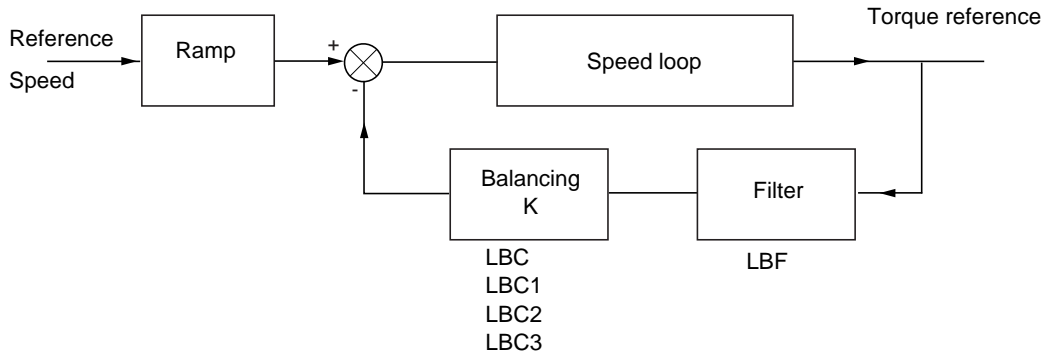 Torque reference
Reference
Speed
Ramp
+
-
Speed loop
Balancing
K
Filter
LBC
LBC1
LBC2
LBC3
LBF